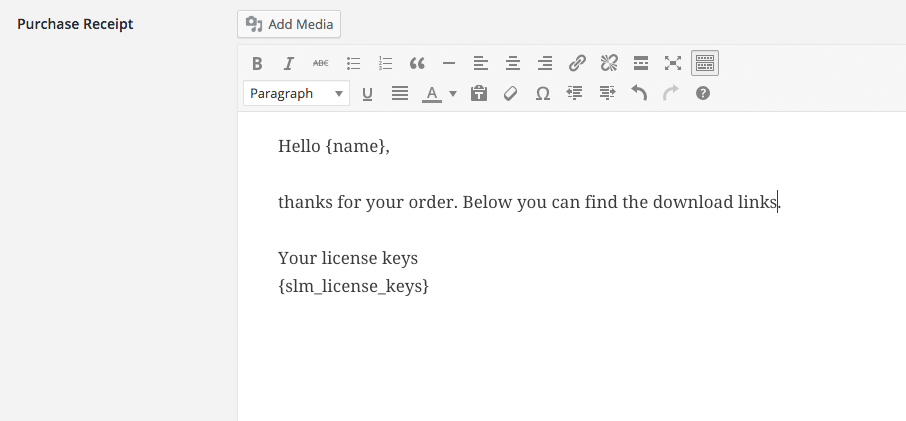 Purchase Receipt
Add Media
B I ABC
Paragraph U A T Ω ?
Hello {name},
thanks for your order. Below you can find the download links.
Your license keys
{slm_license_keys}